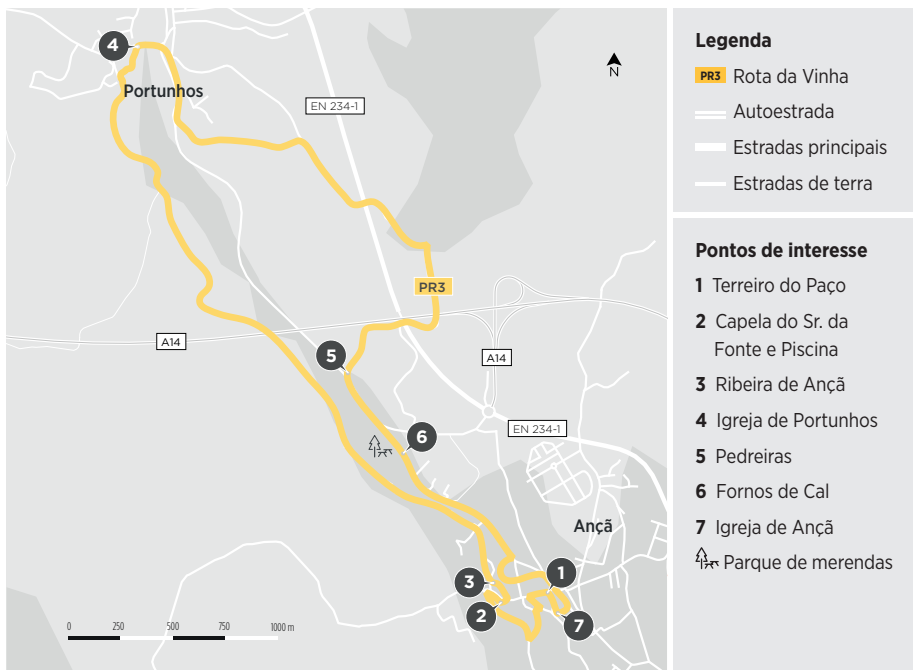 4
Portunhos
N
EN 234-1
PR3
A14
5
A14
6
EN 234-1
Ançã
3
1
2
7
0 250 500 750 1000 m
Legenda
PR3 Rota da Vinha
Autoestrada
Estradas principais
Estradas de terra
Pontos de interesse
1 Terreiro do Paço
2 Capela do Sr. da
Fonte e Piscina
3 Ribeira de Ançã
4 Igreja de Portunhos
5 Pedreiras
6 Fornos de Cal
7 Igreja de Ançã
Parque de merendas